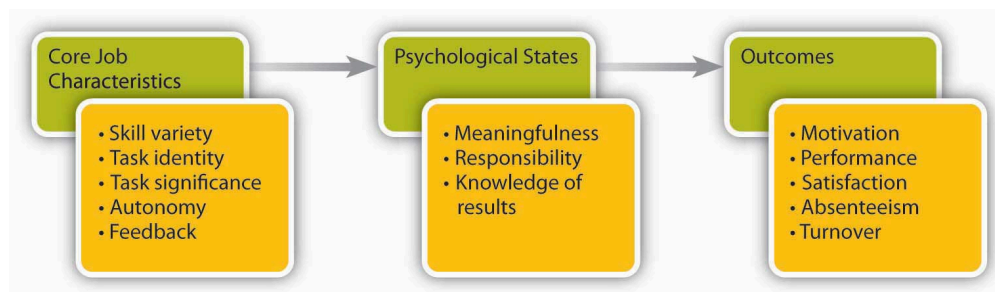 Core Job
Characteristics
• Skill variety
• Task identity
• Task significance
• Autonomy
• Feedback
Psychological States
• Meaningfulness
• Responsibility
• Knowledge of
results
Outcomes
• Motivation
• Performance
• Satisfaction
• Absenteeism
• Turnover